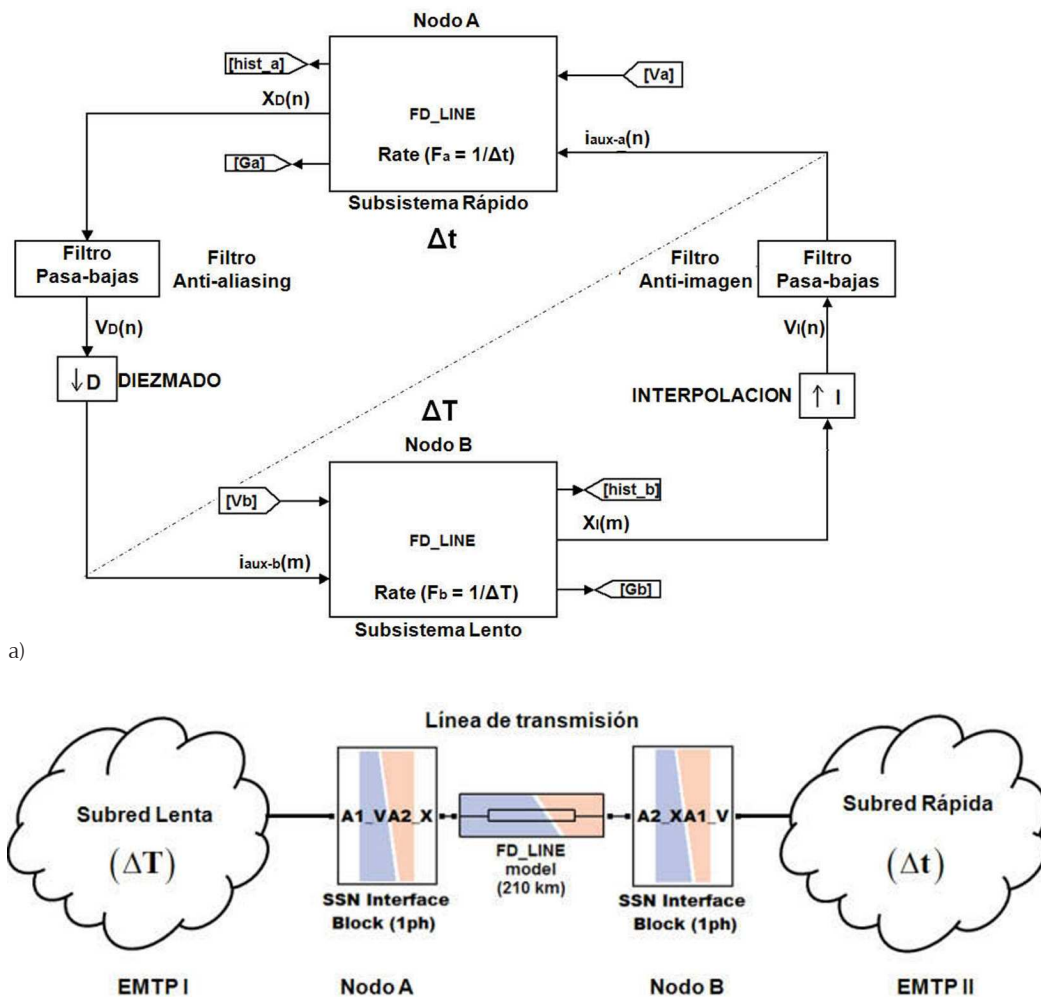 Nodo A
[hist_a]
[Va]
XD(n)
FD_LINE
iaux-a(n)
[Ga]
Rate (Fa = 1/Δt)
Subsistema Rápido
Δt
Filtro
Pasa-bajas
Filtro
Anti-aliasing
Filtro
Anti-imagen
Filtro
Pasa-bajas
VD(n)
VI(n)
↓ D
DIEZMADO
INTERPOLACION
↑ I
ΔT
Nodo B
[Vb]
[hist_b]
XI(m)
FD_LINE
iaux-b(m)
Rate (Fb = 1/ΔT)
[Gb]
Subsistema Lento
a)
Línea de transmisión
Subred Lenta
(ΔT)
A1_VA2_X
FD_LINE
model
(210 km)
A2_XA1_V
Subred Rápida
(Δt)
SSN Interface
Block (1ph)
SSN Interface
Block (1ph)
EMTP I
Nodo A
Nodo B
EMTP II